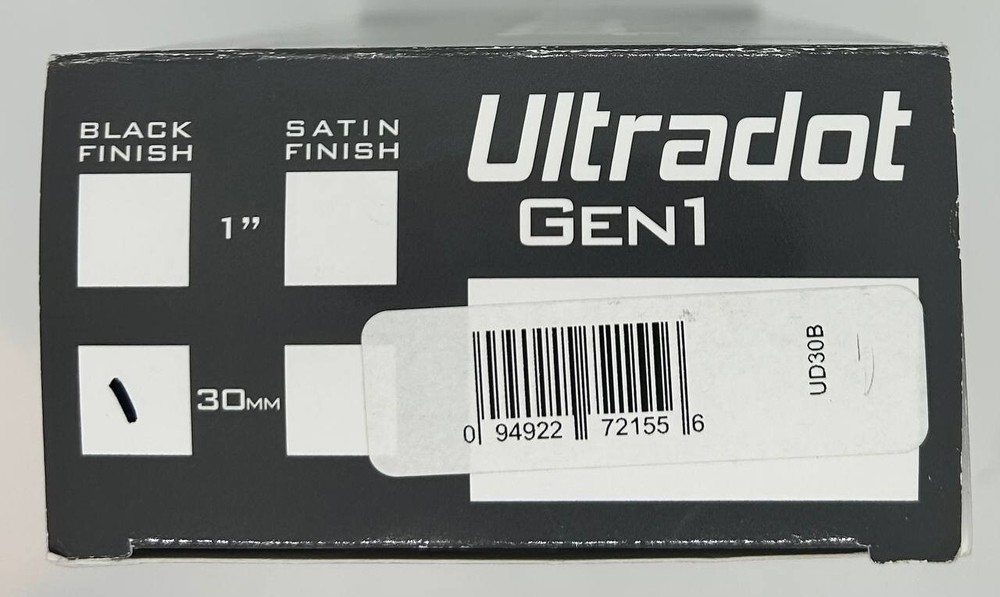 BLACK
FINISH
SATIN
FINISH
1”
30MM
Ultradot
GEN1
0 94922 72155 6
UD30B